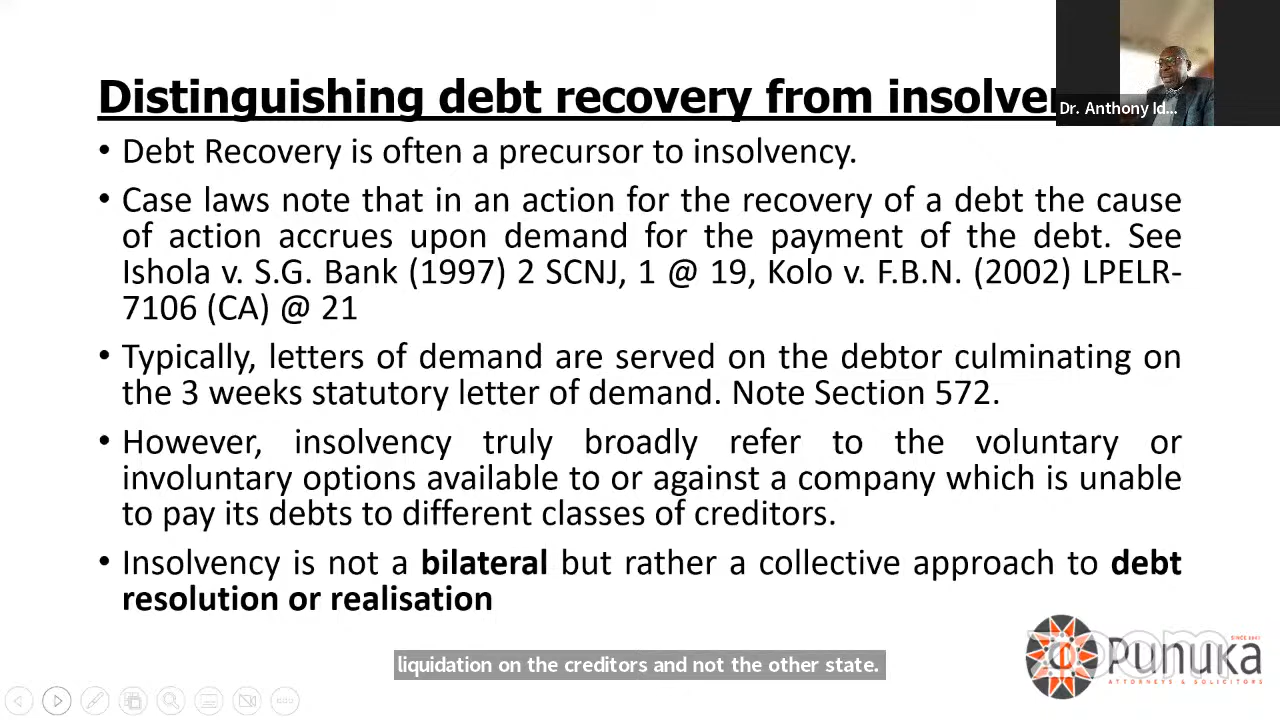 Distinguishing debt recovery from insolve
Dr. Anthony Id...
• Debt Recovery is often a precursor to insolvency.
• Case laws note that in an action for the recovery of a debt the cause
of action accrues upon demand for the payment of the debt. See
Ishola v. S.G. Bank (1997) 2 SCNJ, 1 @ 19, Kolo v. F.B.N. (2002) LPELR-
7106 (CA) @ 21
• Typically, letters of demand are served on the debtor culminating on
the 3 weeks statutory letter of demand. Note Section 572.
• However, insolvency truly broadly refer to the voluntary or
involuntary options available to or against a company which is unable
to pay its debts to different classes of creditors.
• Insolvency is not a bilateral but rather a collective approach to debt
resolution or realisation
liquidation on the creditors and not the other state.
zoom
PUNUKA
ATTORNEYS & SOLICITORS